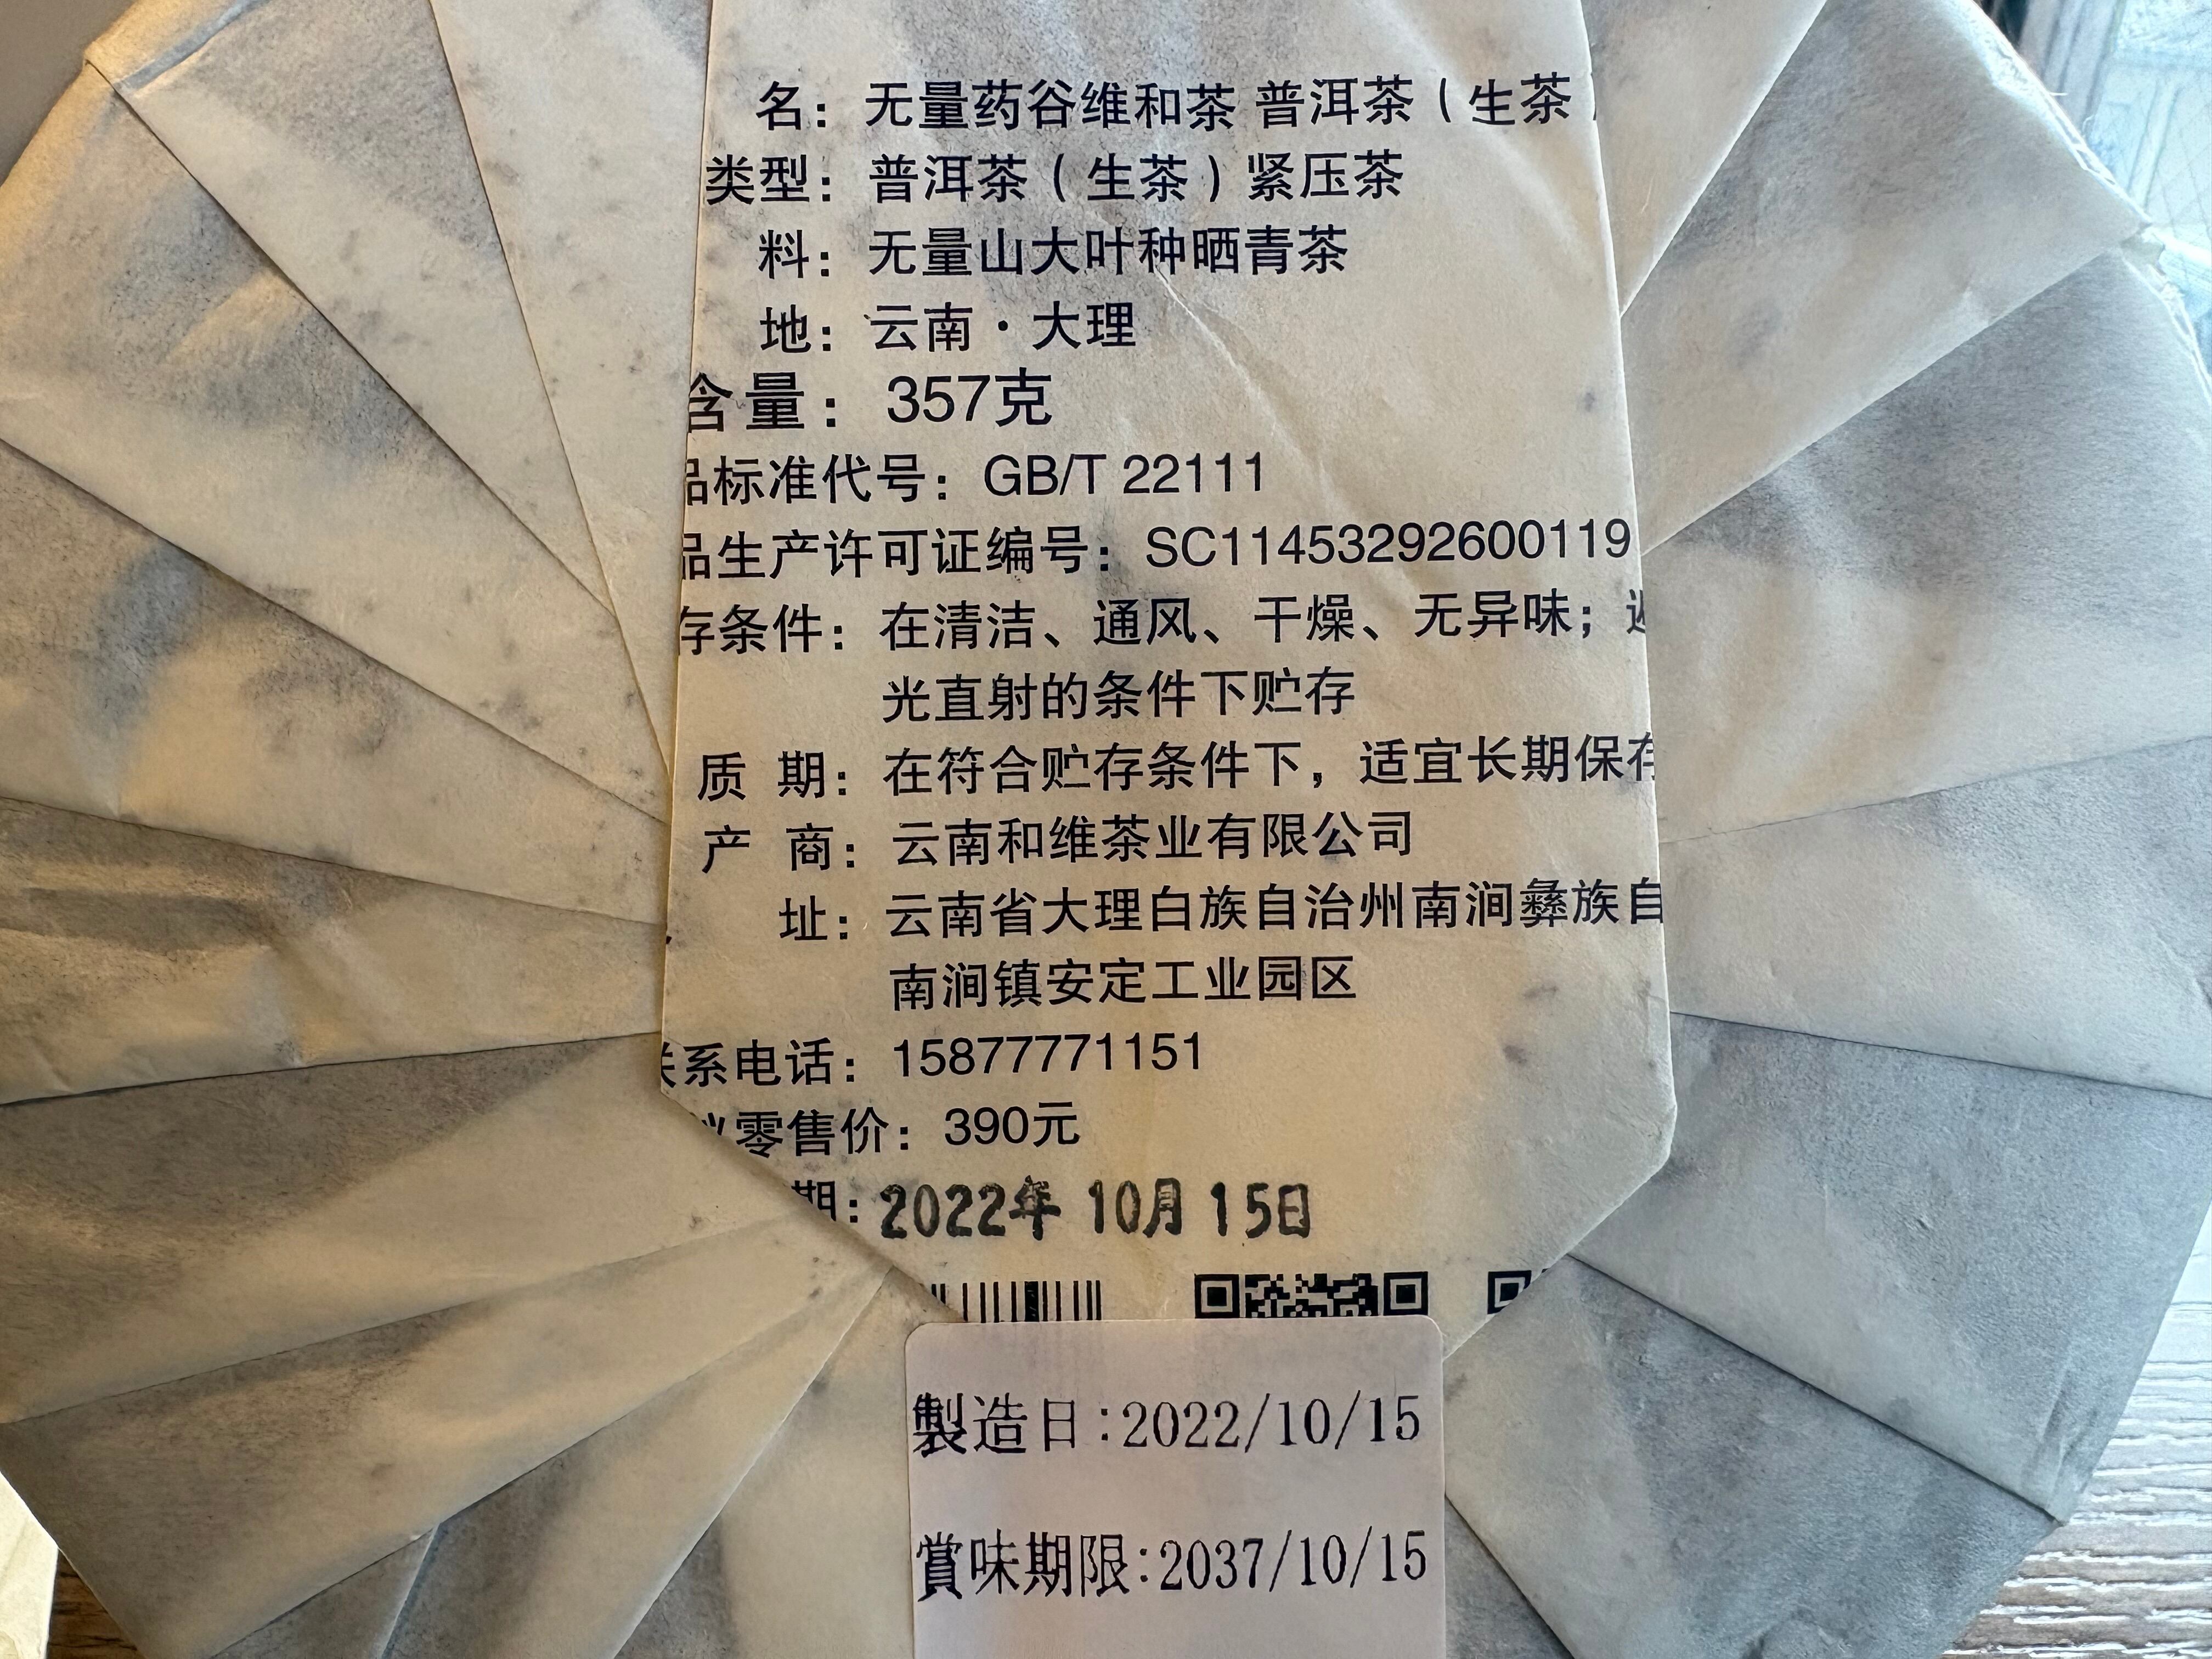 名：无量药谷维和茶 普洱茶（生茶）
类型：普洱茶（生茶）紧压茶
料：无量山大叶种晒青茶
地：云南·大理
含量：357克
品标准代号：GB/T 22111
品生产许可证编号：SC11453292600119
存条件：在清洁、通风、干燥、无异味；
光直射的条件下贮存
质 期：在符合贮存条件下，适宜长期保存
产 商：云南和维茶业有限公司
址：云南省大理白族自治州南涧彝族自
南涧镇安定工业园区
系电话：15877771151
零售价：390元
期：2022年 10月 15日
製造日:2022/10/15
賞味期限:2037/10/15